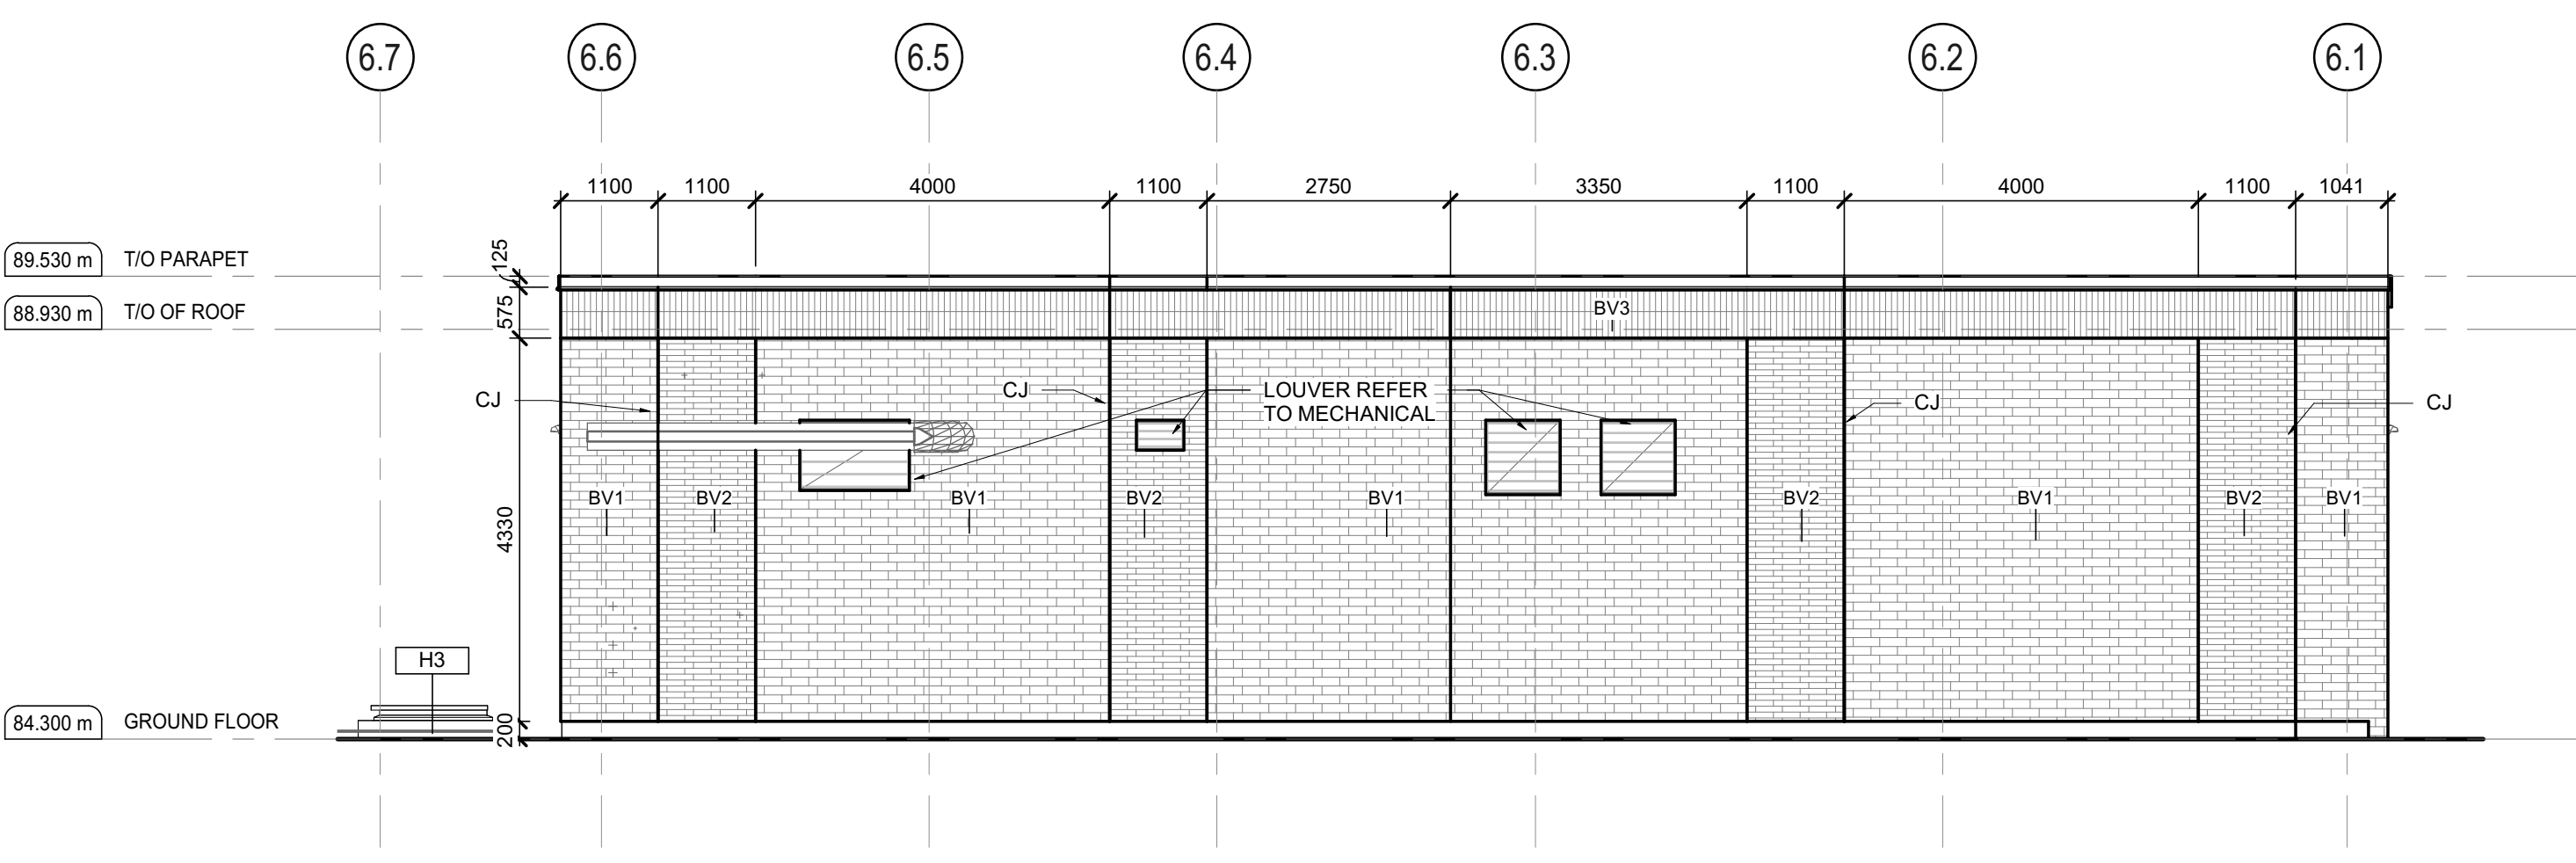 6.7 6.6 6.5 6.4 6.3 6.2 6.1
1100 1100 4000 1100 2750 3350 1100 4000 1100 1041
89.530 m T/O PARAPET
125
88.930 m T/O OF ROOF
575
BV3
CJ CJ LOUVER REFER CJ CJ
TO MECHANICAL
BV1 BV2 BV1 BV2 BV1 BV2 BV1 BV2 BV1
4330
H3
84.300 m GROUND FLOOR
200